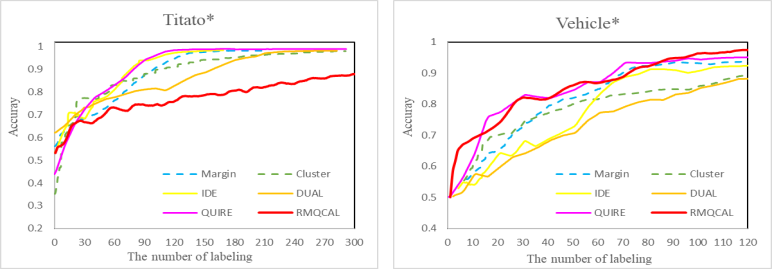 Titato*
1
0.9
0.8
0.7
0.6
0.5
0.4
0.3
0.2
Accuray
Margin Cluster
IDE DUAL
QUIRE RMQCAL
0 30 60 90 120 150 180 210 240 270 300
The number of labeling
Vehicle*
1
0.9
0.8
0.7
0.6
0.5
0.4
Accuray
Margin Cluster
IDE DUAL
QUIRE RMQCAL
0 10 20 30 40 50 60 70 80 90 100 110 120
The number of labeling